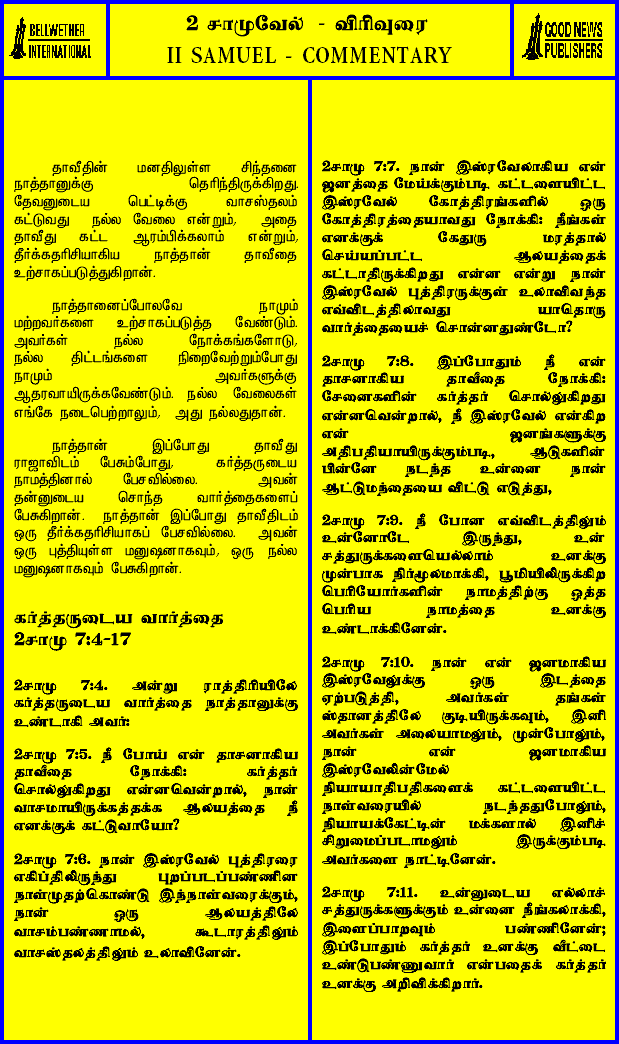 BELLWETHER
INTERNATIONAL
2 சாமுவேல் - விரிவுரை
II SAMUEL - COMMENTARY
GOOD NEWS
PUBLISHERS
தாவீதின் மனதிலுள்ள சிந்தனை
நாத்தானுக்கு தெரிந்திருக்கிறது.
தேவனுடைய பெட்டிக்கு வாசஸ்தலம்
கட்டுவது நல்ல வேலை என்றும், அதை
தாவீது கட்ட ஆரம்பிக்கலாம் என்றும்,
தீர்க்கதரிசியாகிய நாத்தான் தாவீதை
உற்சாகப்படுத்துகிறான்.
நாத்தானைப்போலவே நாமும்
மற்றவர்களை உற்சாகப்படுத்த வேண்டும்.
அவர்கள் நல்ல நோக்கங்களோடு,
நல்ல திட்டங்களை நிறைவேற்றும்போது
நாமும் அவர்களுக்கு
ஆதரவாயிருக்கவேண்டும். நல்ல வேலைகள்
எங்கே நடைபெற்றாலும், அது நல்லதுதான்.
நாத்தான் இப்போது தாவீது
ராஜாவிடம் பேசும்போது, கர்த்தருடைய
நாமத்தினால் பேசவில்லை. அவன்
தன்னுடைய சொந்த வார்த்தைகளைப்
பேசுகிறான். நாத்தான் இப்போது தாவீதிடம்
ஒரு தீர்க்கதரிசியாகப் பேசவில்லை. அவன்
ஒரு புத்தியுள்ள மனுஷனாகவும், ஒரு நல்ல
மனுஷனாகவும் பேசுகிறான்.
கர்த்தருடைய வார்த்தை
2சாமு 7:4-17
2சாமு 7:4. அன்று ராத்திரியிலே
கர்த்தருடைய வார்த்தை நாத்தானுக்கு
உண்டாகி அவர்:
2சாமு 7:5. நீ போய் என் தாசனாகிய
தாவீதை நோக்கி: கர்த்தர்
சொல்லுகிறது என்னவென்றால், நான்
வாசமாயிருக்கத்தக்க ஆலயத்தை நீ
எனக்குக் கட்டுவாயோ?
2சாமு 7:6. நான் இஸ்ரவேல் புத்திரரை
எகிப்திலிருந்து புறப்படப்பண்ணின
நாள்முதற்கொண்டு இந்நாள்வரைக்கும்,
நான் ஒரு ஆலயத்திலே
வாசம்பண்ணாமல், கூடாரத்திலும்
வாசஸ்தலத்திலும் உலாவினேன்.
2சாமு 7:7. நான் இஸ்ரவேலாகிய என்
ஜனத்தை மேய்க்கும்படி கட்டளையிட்ட
இஸ்ரவேல் கோத்திரங்களில் ஒரு
கோத்திரத்தையாவது நோக்கி: நீங்கள்
எனக்குக் கேதுரு மரத்தால்
செய்யப்பட்ட ஆலயத்தைக்
கட்டாதிருக்கிறது என்ன என்று நான்
இஸ்ரவேல் புத்திரருக்குள் உலாவிவந்த
எவ்விடத்திலாவது யாதொரு
வார்த்தையைச் சொன்னதுண்டோ?
2சாமு 7:8. இப்போதும் நீ என்
தாசனாகிய தாவீதை நோக்கி:
சேனைகளின் கர்த்தர் சொல்லுகிறது
என்னவென்றால், நீ இஸ்ரவேல் என்கிற
என் ஜனங்களுக்கு
அதிபதியாயிருக்கும்படி, ஆடுகளின்
பின்னே நடந்த உன்னை நான்
ஆட்டுமந்தையை விட்டு எடுத்து,
2சாமு 7:9. நீ போன எவ்விடத்திலும்
உன்னோடே இருந்து, உன்
சத்துருக்களையெல்லாம் உனக்கு
முன்பாக நிர்மூலமாக்கி, பூமியிலிருக்கிற
பெரியோர்களின் நாமத்திற்கு ஒத்த
பெரிய நாமத்தை உனக்கு
உண்டாக்கினேன்.
2சாமு 7:10. நான் என் ஜனமாகிய
இஸ்ரவேலுக்கு ஒரு இடத்தை
ஏற்படுத்தி, அவர்கள் தங்கள்
ஸ்தானத்திலே குடியிருக்கவும், இனி
அவர்கள் அலையாமலும், முன்போலும்,
நான் என் ஜனமாகிய
இஸ்ரவேலின்மேல்
நியாயாதிபதிகளைக் கட்டளையிட்ட
நாள்வரையில் நடந்ததுபோலும்,
நியாயக்கேட்டின் மக்களால் இனிச்
சிறுமைப்படாமலும் இருக்கும்படி
அவர்களை நாட்டினேன்.
2சாமு 7:11. உன்னுடைய எல்லாச்
சத்துருக்களுக்கும் உன்னை நீங்கலாக்கி,
இளைப்பாறவும் பண்ணினேன்;
இப்போதும் கர்த்தர் உனக்கு வீட்டை
உண்டுபண்ணுவார் என்பதைக் கர்த்தர்
உனக்கு அறிவிக்கிறார்.